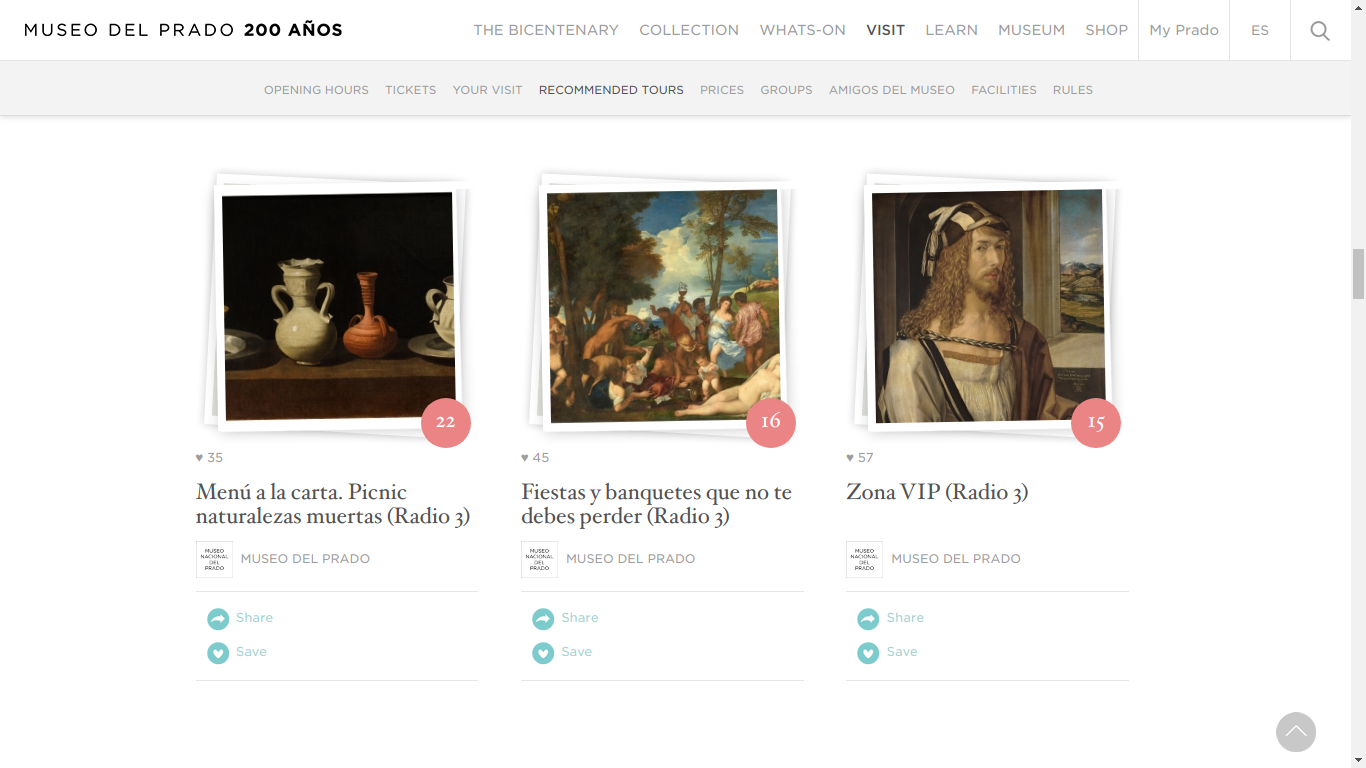 MUSEO DEL PRADO 200 AÑOS
THE BICENTENARY COLLECTION WHATS-ON VISIT LEARN MUSEUM SHOP My Prado ES
OPENING HOURS TICKETS YOUR VISIT RECOMMENDED TOURS PRICES GROUPS AMIGOS DEL MUSEO FACILITIES RULES
22
♥ 35
Menú a la carta. Picnic
naturalezas muertas (Radio 3)
MUSEO
NACIONAL
DEL
PRADO
MUSEO DEL PRADO
Share
Save
16
♥ 45
Fiestas y banquetes que no te
debes perder (Radio 3)
MUSEO
NACIONAL
DEL
PRADO
MUSEO DEL PRADO
Share
Save
15
♥ 57
Zona VIP (Radio 3)
MUSEO
NACIONAL
DEL
PRADO
MUSEO DEL PRADO
Share
Save